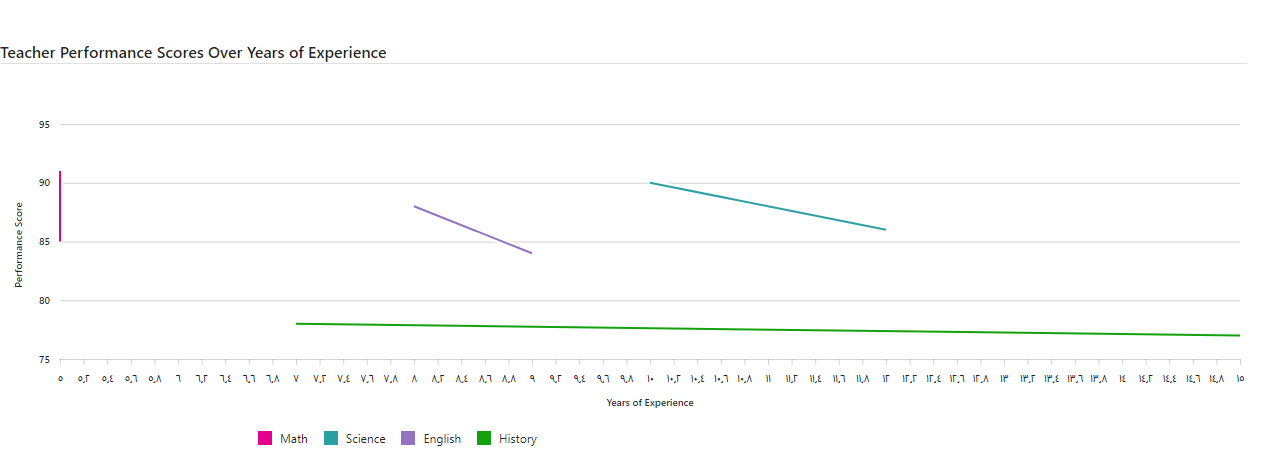 Teacher Performance Scores Over Years of Experience
95
90
85
80
75
Performance Score
٥ ٥٫٢ ٥٫٤ ٥٫٦ ٥٫٨ ٦ ٦٫٢ ٦٫٤ ٦٫٦ ٦٫٨ ٧ ٧٫٢ ٧٫٤ ٧٫٦ ٧٫٨ ٨ ٨٫٢ ٨٫٤ ٨٫٦ ٨٫٨ ٩ ٩٫٢ ٩٫٤ ٩٫٦ ٩٫٨ ١٠ ١٠٫٢ ١٠٫٤ ١٠٫٦ ١٠٫٨ ١١ ١١٫٢ ١١٫٤ ١١٫٦ ١١٫٨ ١٢ ١٢٫٢ ١٢٫٤ ١٢٫٦ ١٢٫٨ ١٣ ١٣٫٢ ١٣٫٤ ١٣٫٦ ١٣٫٨ ١٤ ١٤٫٢ ١٤٫٤ ١٤٫٦ ١٤٫٨ ١٥
Years of Experience
Math Science English History